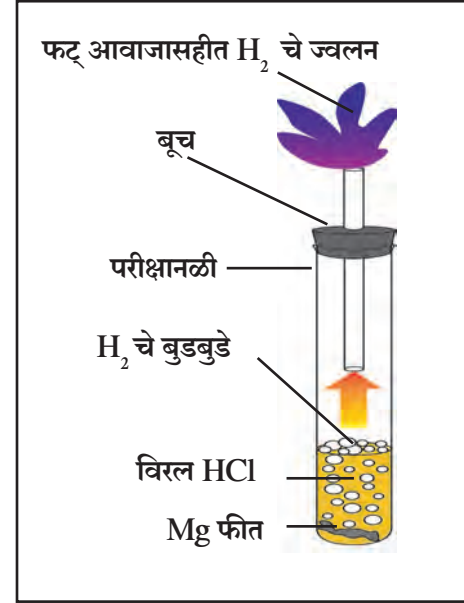 फट् आवाजासहीत H₂ चे ज्वलन
बूच
परीक्षानळी
H₂ चे बुडबुडे
विरल HCl
Mg फीत